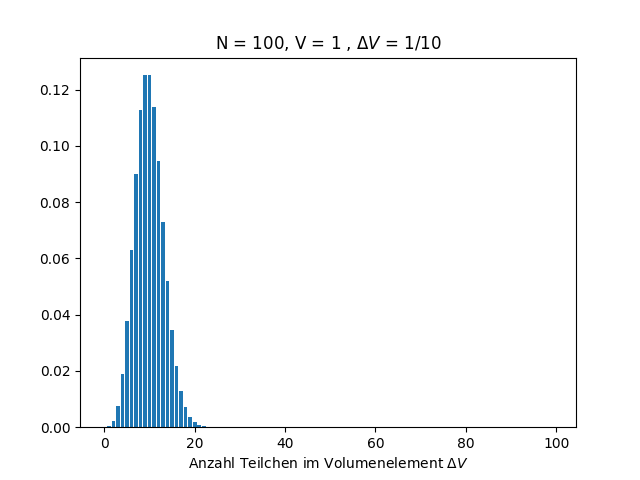 N = 100, V = 1 , ΔV = 1/10
0.12
0.10
0.08
0.06
0.04
0.02
0.00
0 20 40 60 80 100
Anzahl Teilchen im Volumenelement ΔV